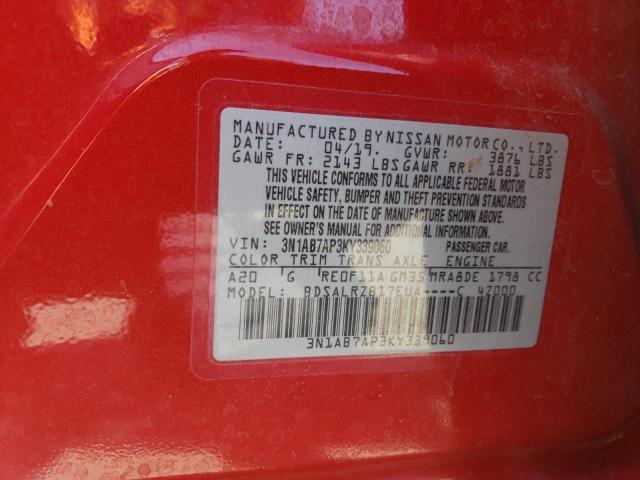 MANUFACTURED BY NISSAN MOTOR CO., LTD.
DATE: 04/19. GVWR: 3876 LBS
GAWR FR: 2143 LBS GAWR RR: 1881 LBS
THIS VEHICLE CONFORMS TO ALL APPLICABLE FEDERAL MOTOR
VEHICLE SAFETY, BUMPER AND THEFT PREVENTION STANDARDS
IN EFFECT ON THE DATE OF MANUFACTURE SHOWN ABOVE.
SEE OWNER'S MANUAL FOR ADDITIONAL INFORMATION.
VIN: 3N1AB7AP3KY339060 PASSENGER CAR.
COLOR TRIM TRANS AXLE ENGINE
A20 G RE0F11A GM35 MRA8DE 1798 CC
MODEL: BDSALRZB17EUA----C 4Z000
3N1AB7AP3KY339060